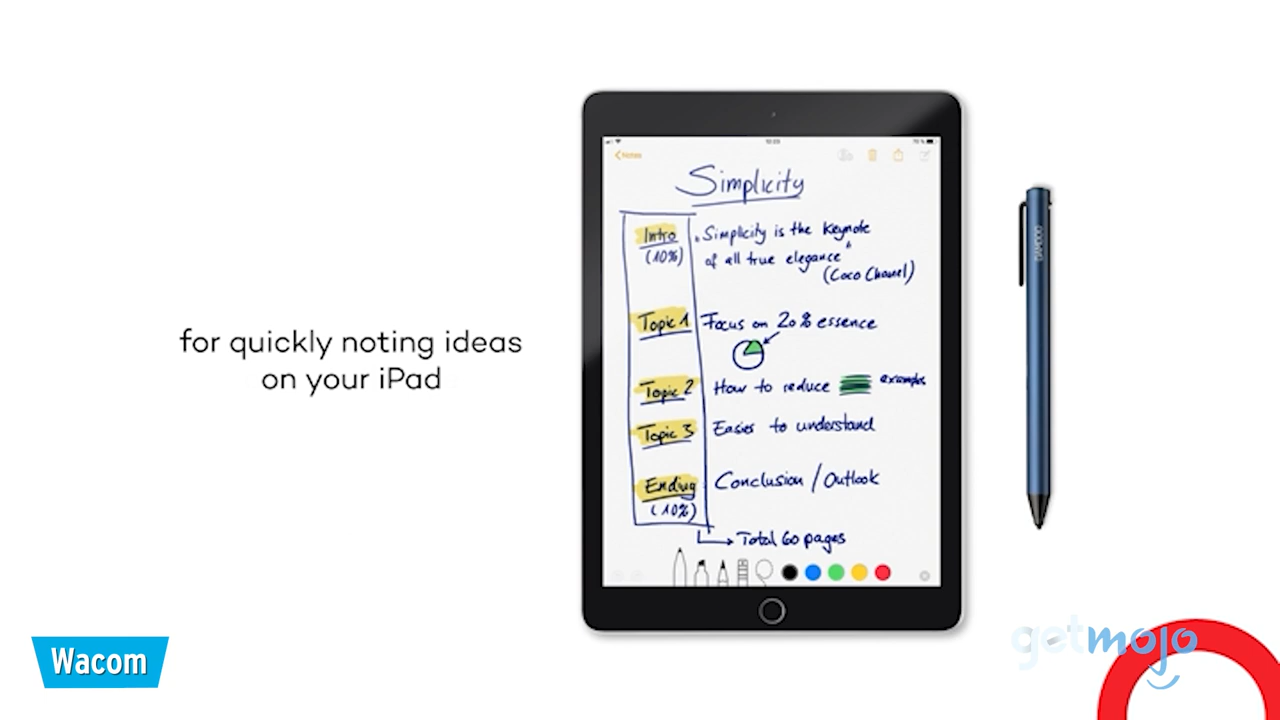 for quickly noting ideas
on your iPad
Notes
Simplicity
Intro
(10%)
„Simplicity is the keynote
of all true elegance"
(Coco Chanel)
Topic 1
Focus on 20% essence
Topic 2
How to reduce
examples
Topic 3
Easier to understand
Ending
(10%)
Conclusion / Outlook
Total 60 pages
BAMBOO
Wacom
getmojo